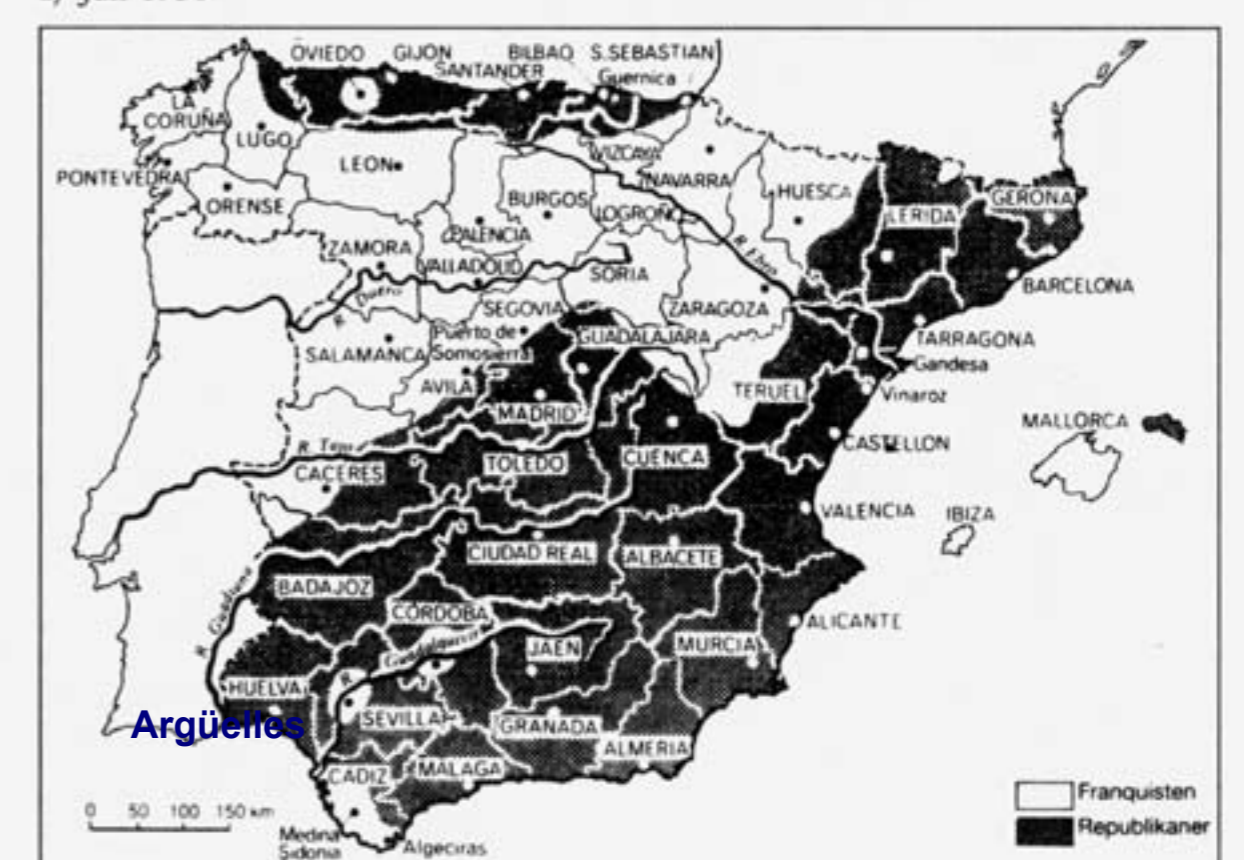 OVIEDO GIJON BILBAO S.SEBASTIAN
SANTANDER Guernica
LA CORUÑA
LUGO
VIZCAYA
LEON
PONTEVEDRA
NAVARRA
ORENSE
BURGOS
HUESCA
LOGROÑO
LERIDA
GERONA
PALENCIA
ZAMORA
R. Ebro
VALLADOLID
SORIA
BARCELONA
R. Duero
SEGOVIA
ZARAGOZA
Puerto de
Somosierra
GUADALAJARA
TARRAGONA
SALAMANCA
Gandesa
AVILA
TERUEL
Vinaroz
MADRID
MALLORCA
R. Tajo
CASTELLON
CACERES
TOLEDO
CUENCA
VALENCIA
IBIZA
CIUDAD REAL
ALBACETE
BADAJOZ
R. Guadiana
CORDOBA
ALICANTE
R. Guadalquivir
JAEN
MURCIA
HUELVA
Argüelles
SEVILLA
GRANADA
ALMERIA
CADIZ
MALAGA
Franquisten
0 50 100 150 km
Republikaner
Medina
Sidonia
Algeciras